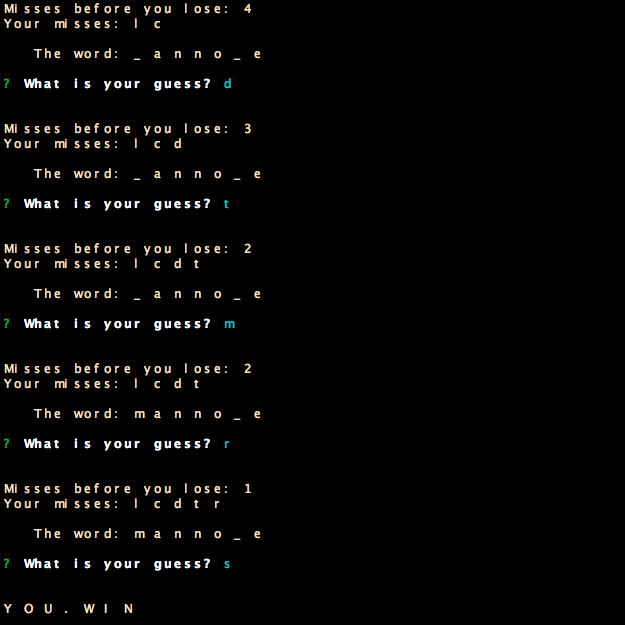 Misses before you lose: 4
Your misses: l c
The word: _ a n n o _ e
? What is your guess? d
Misses before you lose: 3
Your misses: l c d
The word: _ a n n o _ e
? What is your guess? t
Misses before you lose: 2
Your misses: l c d t
The word: _ a n n o _ e
? What is your guess? m
Misses before you lose: 2
Your misses: l c d t
The word: m a n n o _ e
? What is your guess? r
Misses before you lose: 1
Your misses: l c d t r
The word: m a n n o _ e
? What is your guess? s
Y O U . W I N